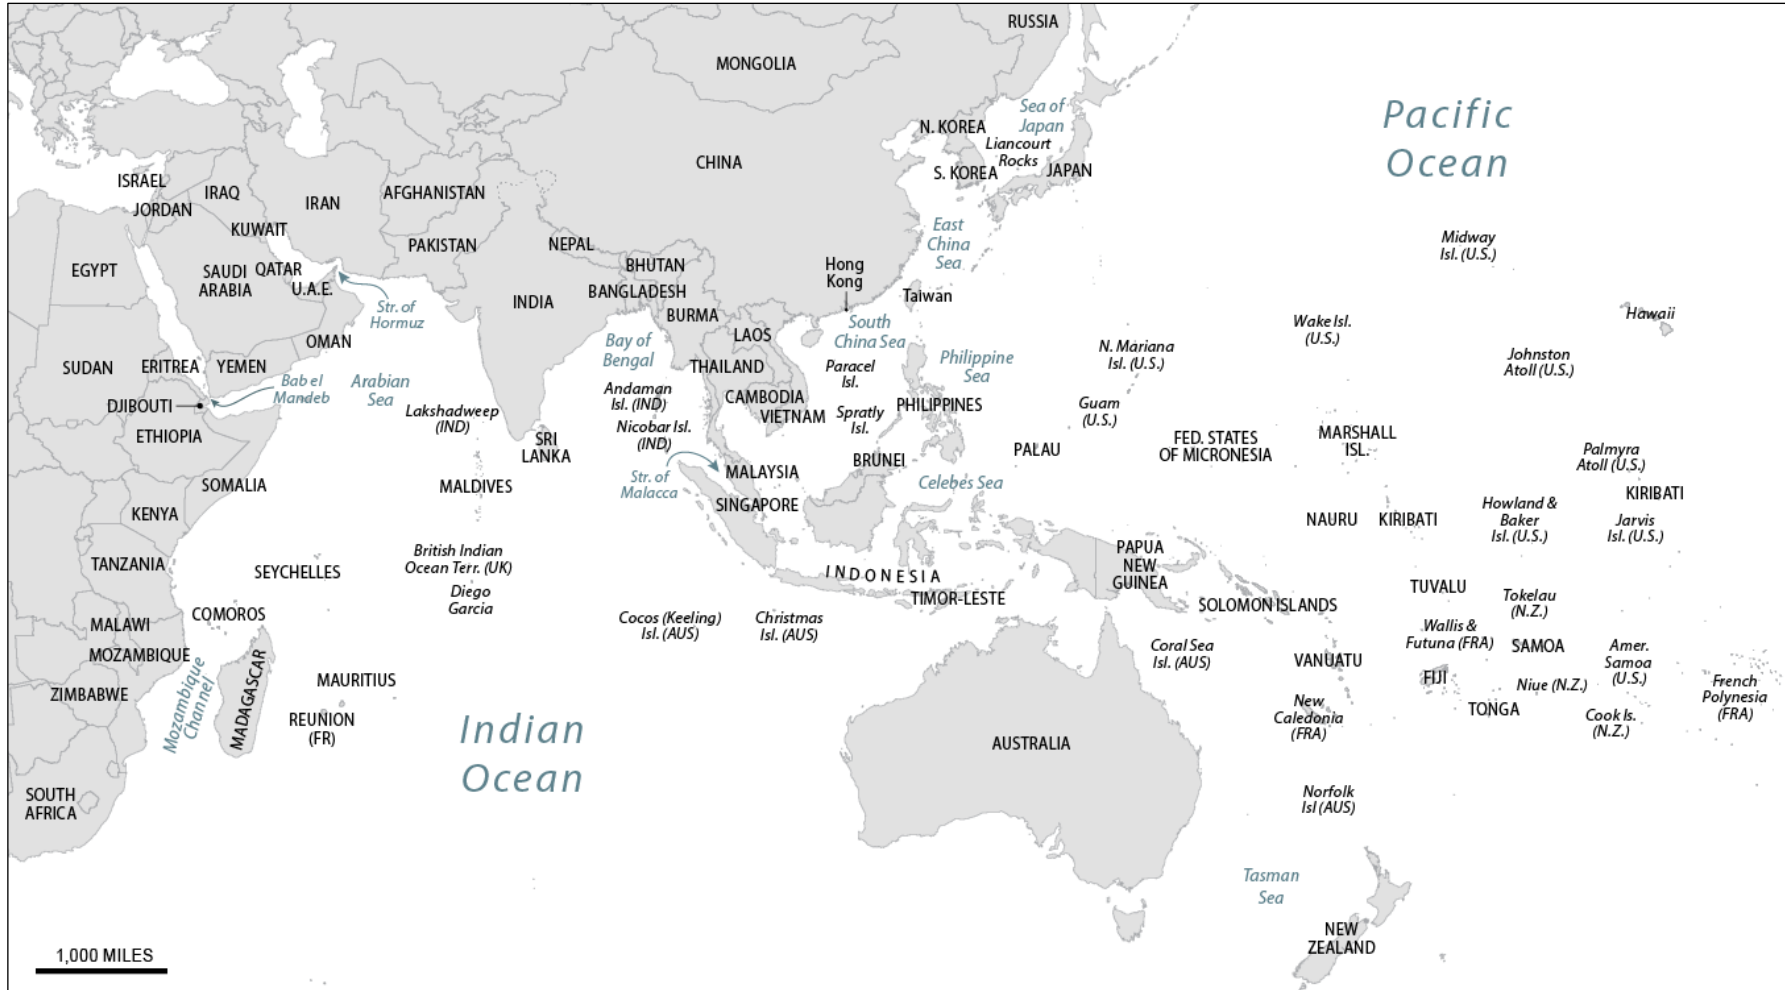 RUSSIA
MONGOLIA
Pacific
Ocean
Sea of
Japan
N. KOREA
Liancourt
Rocks
CHINA
S. KOREA
JAPAN
ISRAEL
IRAQ
IRAN
AFGHANISTAN
JORDAN
KUWAIT
PAKISTAN
NEPAL
East
China
Sea
Midway
Isl. (U.S.)
EGYPT
SAUDI
ARABIA
QATAR
U.A.E.
BHUTAN
Hong
Kong
BANGLADESH
INDIA
Taiwan
Str. of
Hormuz
BURMA
South
China Sea
Wake Isl.
(U.S.)
Hawaii
OMAN
LAOS
Bay of
Bengal
SUDAN
ERITREA
YEMEN
THAILAND
Paracel
Isl.
Philippine
Sea
N. Mariana
Isl. (U.S.)
Johnston
Atoll (U.S.)
Bab el
Mandeb
Arabian
Sea
Andaman
Isl. (IND)
CAMBODIA
VIETNAM
DJIBOUTI
Lakshadweep
(IND)
Spratly
Isl.
PHILIPPINES
Guam
(U.S.)
ETHIOPIA
Nicobar Isl.
(IND)
SRI
LANKA
PALAU
FED. STATES
OF MICRONESIA
MARSHALL
ISL.
BRUNEI
Palmyra
Atoll (U.S.)
Str. of
Malacca
MALAYSIA
SOMALIA
MALDIVES
Celebes Sea
KIRIBATI
SINGAPORE
KENYA
NAURU
KIRIBATI
Howland &
Baker
Isl. (U.S.)
Jarvis
Isl. (U.S.)
TANZANIA
SEYCHELLES
British Indian
Ocean Terr. (UK)
Diego
Garcia
INDONESIA
PAPUA
NEW
GUINEA
TIMOR-LESTE
SOLOMON ISLANDS
TUVALU
Tokelau
(N.Z.)
COMOROS
MALAWI
Cocos (Keeling)
Isl. (AUS)
Christmas
Isl. (AUS)
Wallis &
Futuna (FRA)
MOZAMBIQUE
Coral Sea
Isl. (AUS)
VANUATU
SAMOA
Amer.
Samoa
(U.S.)
ZIMBABWE
Mozambique
Channel
MADAGASCAR
MAURITIUS
FIJI
Niue (N.Z.)
French
Polynesia
(FRA)
REUNION
(FR)
New
Caledonia
(FRA)
TONGA
Cook Is.
(N.Z.)
Indian
Ocean
AUSTRALIA
SOUTH
AFRICA
Norfolk
Isl (AUS)
Tasman
Sea
NEW
ZEALAND
1,000 MILES